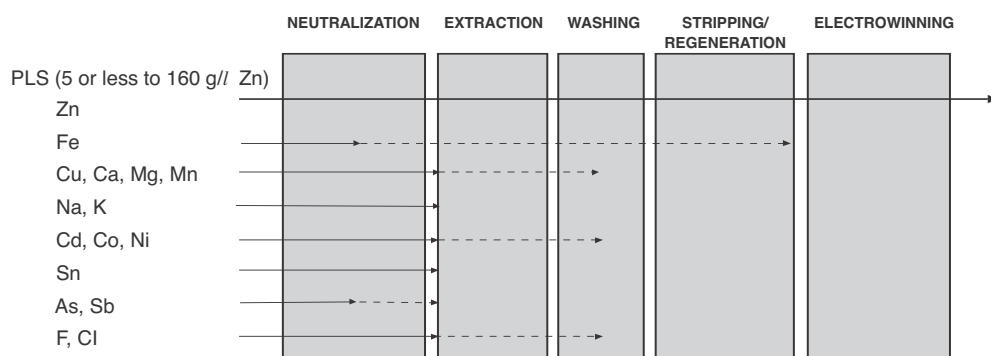 NEUTRALIZATION EXTRACTION WASHING STRIPPING/ REGENERATION ELECTROWINNING
PLS (5 or less to 160 g/l Zn)
Zn
Fe
Cu, Ca, Mg, Mn
Na, K
Cd, Co, Ni
Sn
As, Sb
F, Cl